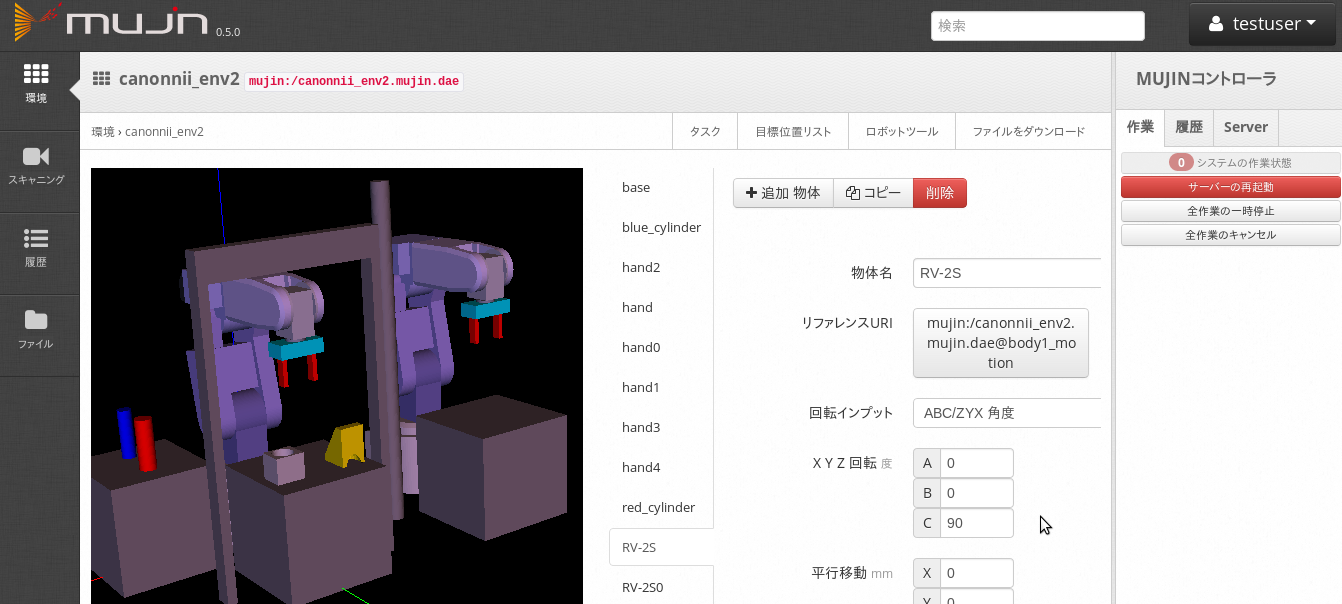 mujin 0.5.0
検索
testuser
環境
スキャニング
履歴
ファイル
canonnii_env2 mujin:/canonnii_env2.mujin.dae
環境 › canonnii_env2
タスク
目標位置リスト
ロボットツール
ファイルをダウンロード
base
blue_cylinder
hand2
hand
hand0
hand1
hand3
hand4
red_cylinder
RV-2S
RV-2S0
追加 物体
コピー
削除
物体名 RV-2S
リファレンスURI
mujin:/canonnii_env2.
mujin.dae@body1_mo
tion
回転インプット ABC/ZYX 角度
X Y Z 回転 度
A 0
B 0
C 90
平行移動 mm
X 0
Y 0
MUJINコントローラ
作業 履歴 Server
0 システムの作業状態
サーバーの再起動
全作業の一時停止
全作業のキャンセル